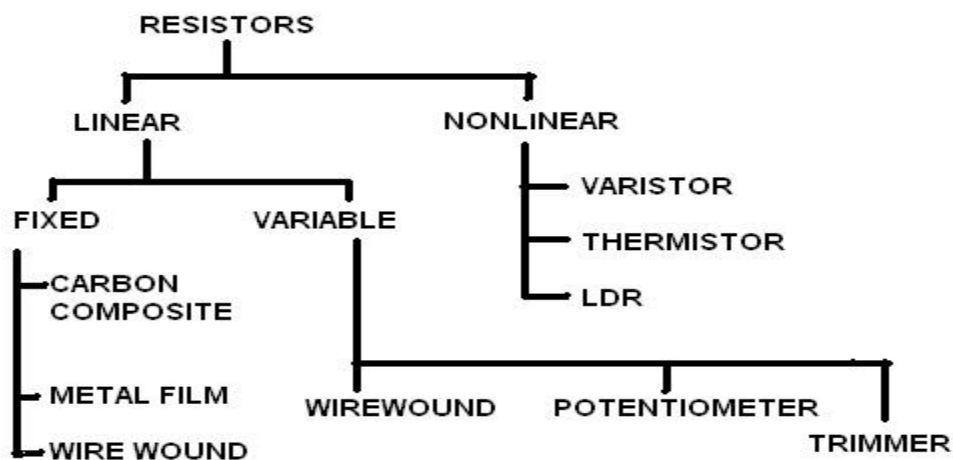 RESISTORS
LINEAR
NONLINEAR
FIXED
VARIABLE
VARISTOR
THERMISTOR
LDR
CARBON
COMPOSITE
METAL FILM
WIRE WOUND
WIREWOUND
POTENTIOMETER
TRIMMER